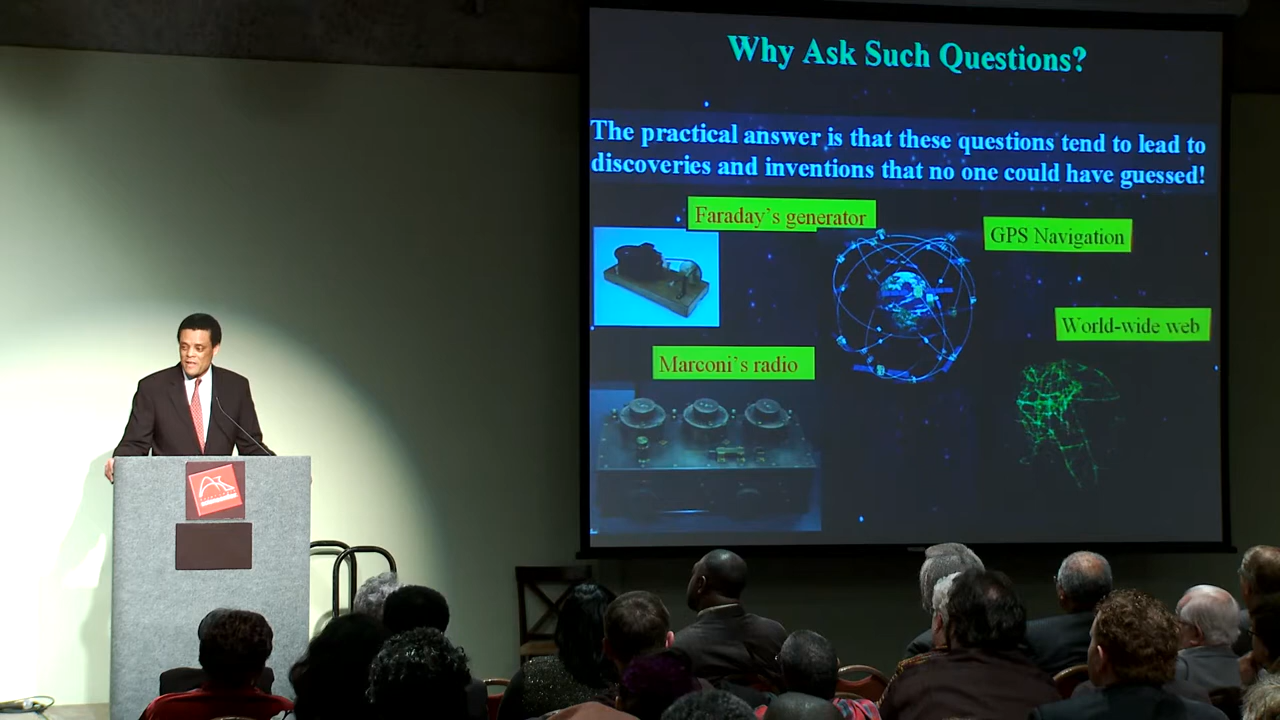 Why Ask Such Questions?
The practical answer is that these questions tend to lead to
discoveries and inventions that no one could have guessed!
Faraday's generator
GPS Navigation
World-wide web
Marconi's radio